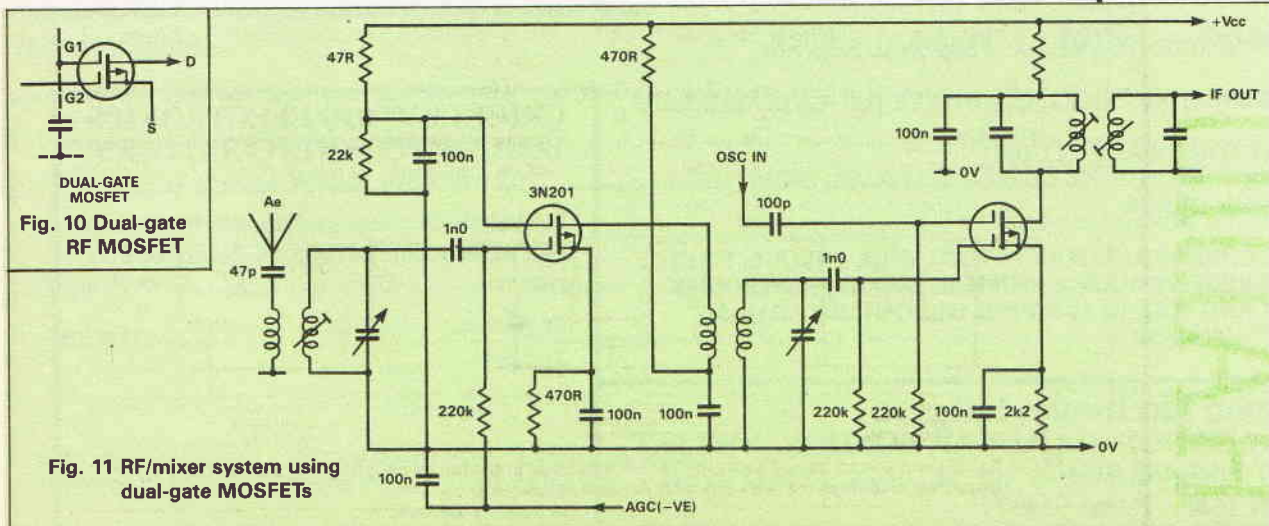 G1
D
G2
S
DUAL-GATE
MOSFET
Fig. 10 Dual-gate
RF MOSFET
+Vcc
47R
470R
IF OUT
22k
100n
100n
0V
OSC IN
3N201
100p
Ae
1n0
1n0
47p
220k
470R
100n
100n
220k
220k
100n
2k2
0V
Fig. 11 RF/mixer system using
dual-gate MOSFETs
100n
AGC(–VE)